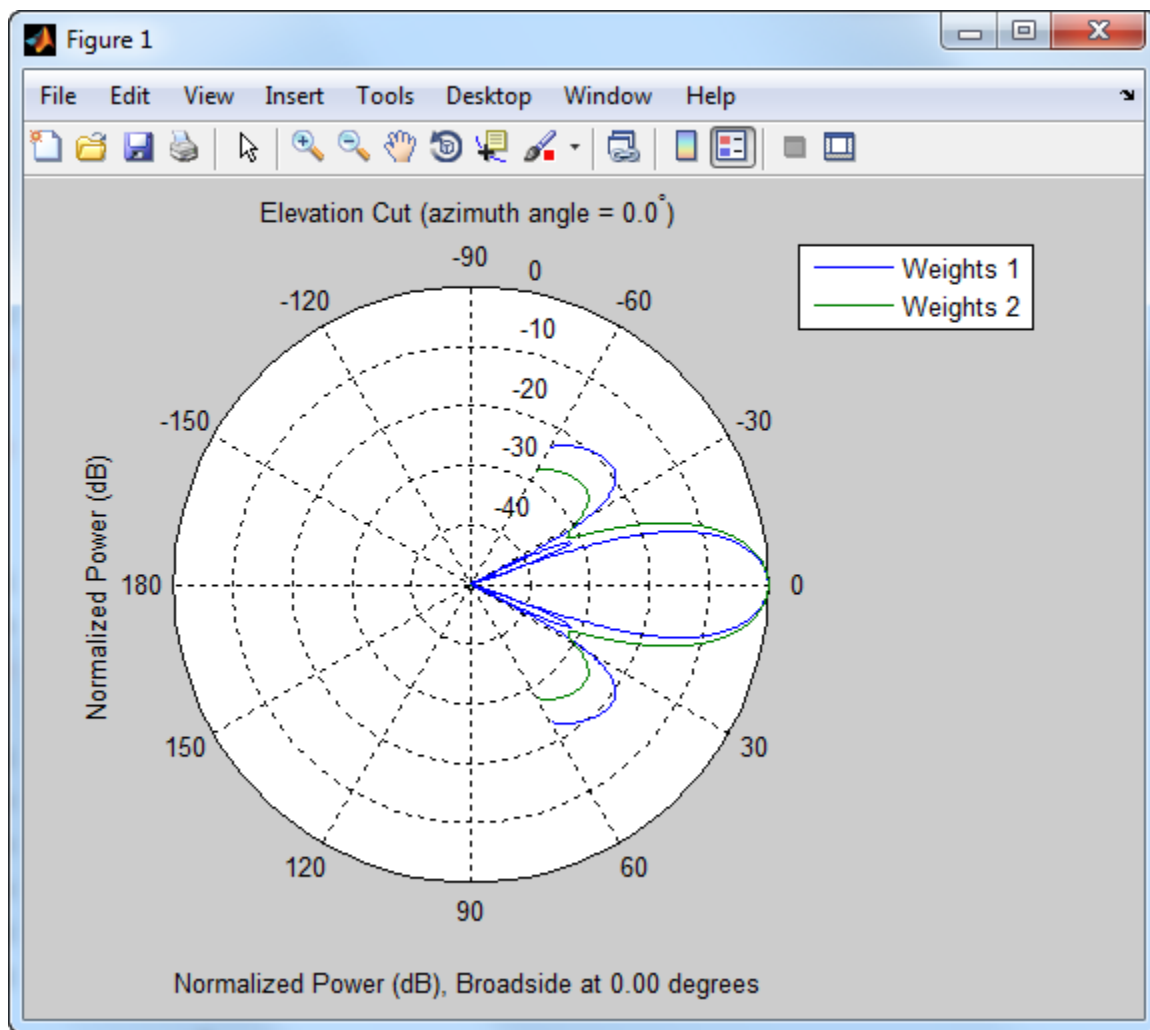 Figure 1
File Edit View Insert Tools Desktop Window Help
Elevation Cut (azimuth angle = 0.0°)
-90
0
-120
-60
-10
-20
-150
-30
-30
-40
180
0
150
30
120
60
90
Weights 1
Weights 2
Normalized Power (dB)
Normalized Power (dB), Broadside at 0.00 degrees